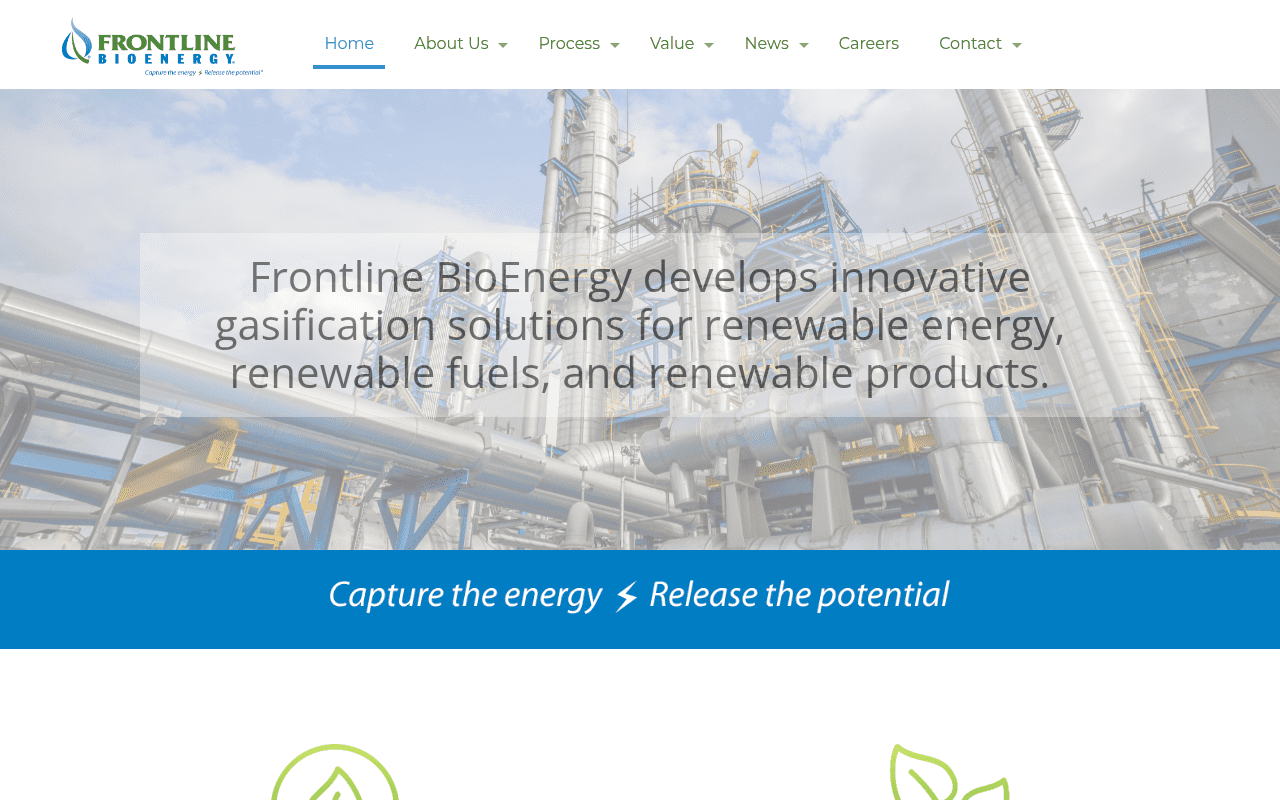 FRONTLINE
BIOENERGY
Capture the energy Release the potential
Home
About Us
Process
Value
News
Careers
Contact
Frontline BioEnergy develops innovative
gasification solutions for renewable energy,
renewable fuels, and renewable products.
Capture the energy Release the potential